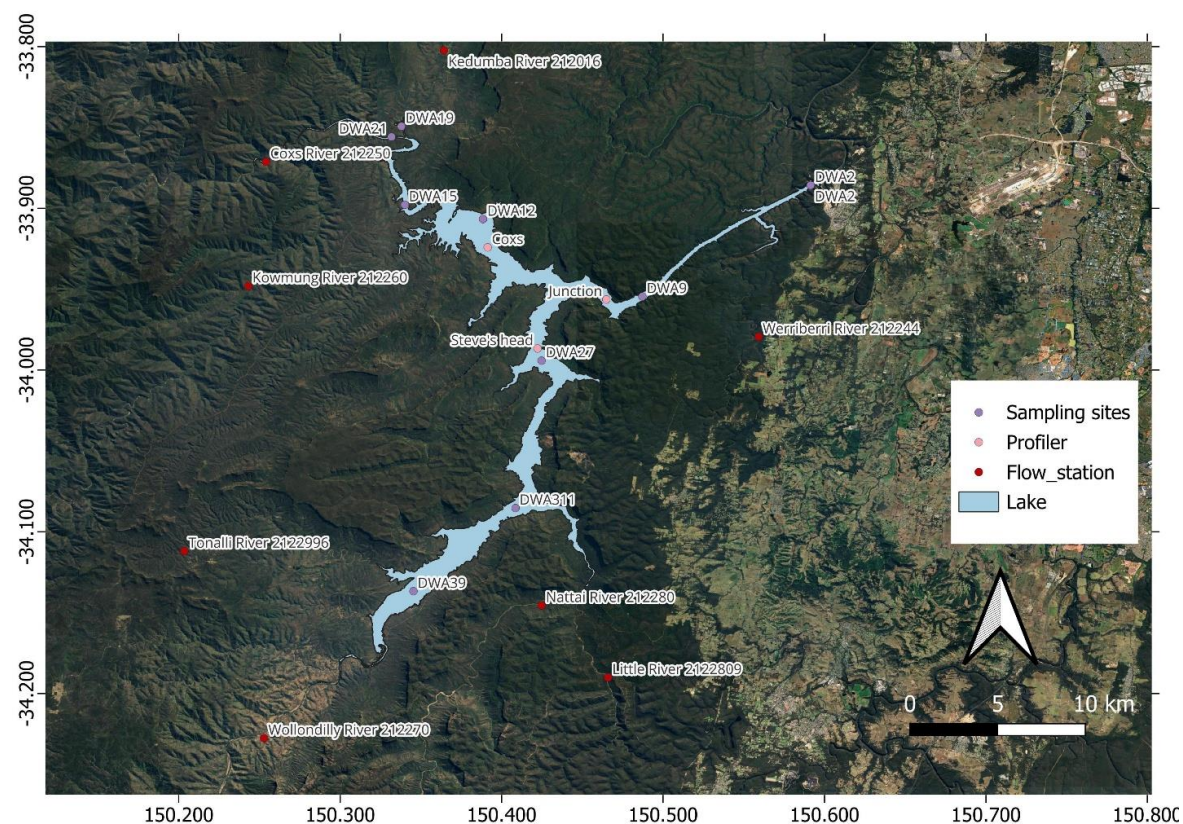 -33.800
-33.900
-34.000
-34.100
-34.200
Kedumba River 212016
DWA19
DWA21
Coxs River 212250
DWA15
DWA12
Coxs
DWA2
DWA2
Kowmung River 212260
Junction
DWA9
Steve's head
DWA27
Werriberri River 212244
Sampling sites
Profiler
Flow_station
Lake
DWA311
Tonalli River 2122996
DWA39
Nattai River 212280
Little River 2122809
Wollondilly River 212270
0 5 10 km
150.200 150.300 150.400 150.500 150.600 150.700 150.800